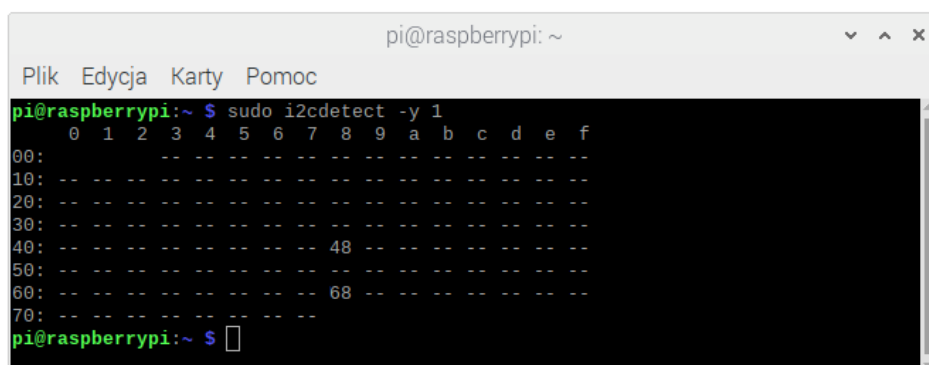 pi@raspberrypi: ~
Plik Edycja Karty Pomoc
pi@raspberrypi:~ $ sudo i2cdetect -y 1
     0  1  2  3  4  5  6  7  8  9  a  b  c  d  e  f
00:          -- -- -- -- -- -- -- -- -- -- -- -- --
10: -- -- -- -- -- -- -- -- -- -- -- -- -- -- -- --
20: -- -- -- -- -- -- -- -- -- -- -- -- -- -- -- --
30: -- -- -- -- -- -- -- -- -- -- -- -- -- -- -- --
40: -- -- -- -- -- -- -- -- 48 -- -- -- -- -- -- --
50: -- -- -- -- -- -- -- -- -- -- -- -- -- -- -- --
60: -- -- -- -- -- -- -- -- 68 -- -- -- -- -- -- --
70: -- -- -- -- -- -- -- --
pi@raspberrypi:~ $